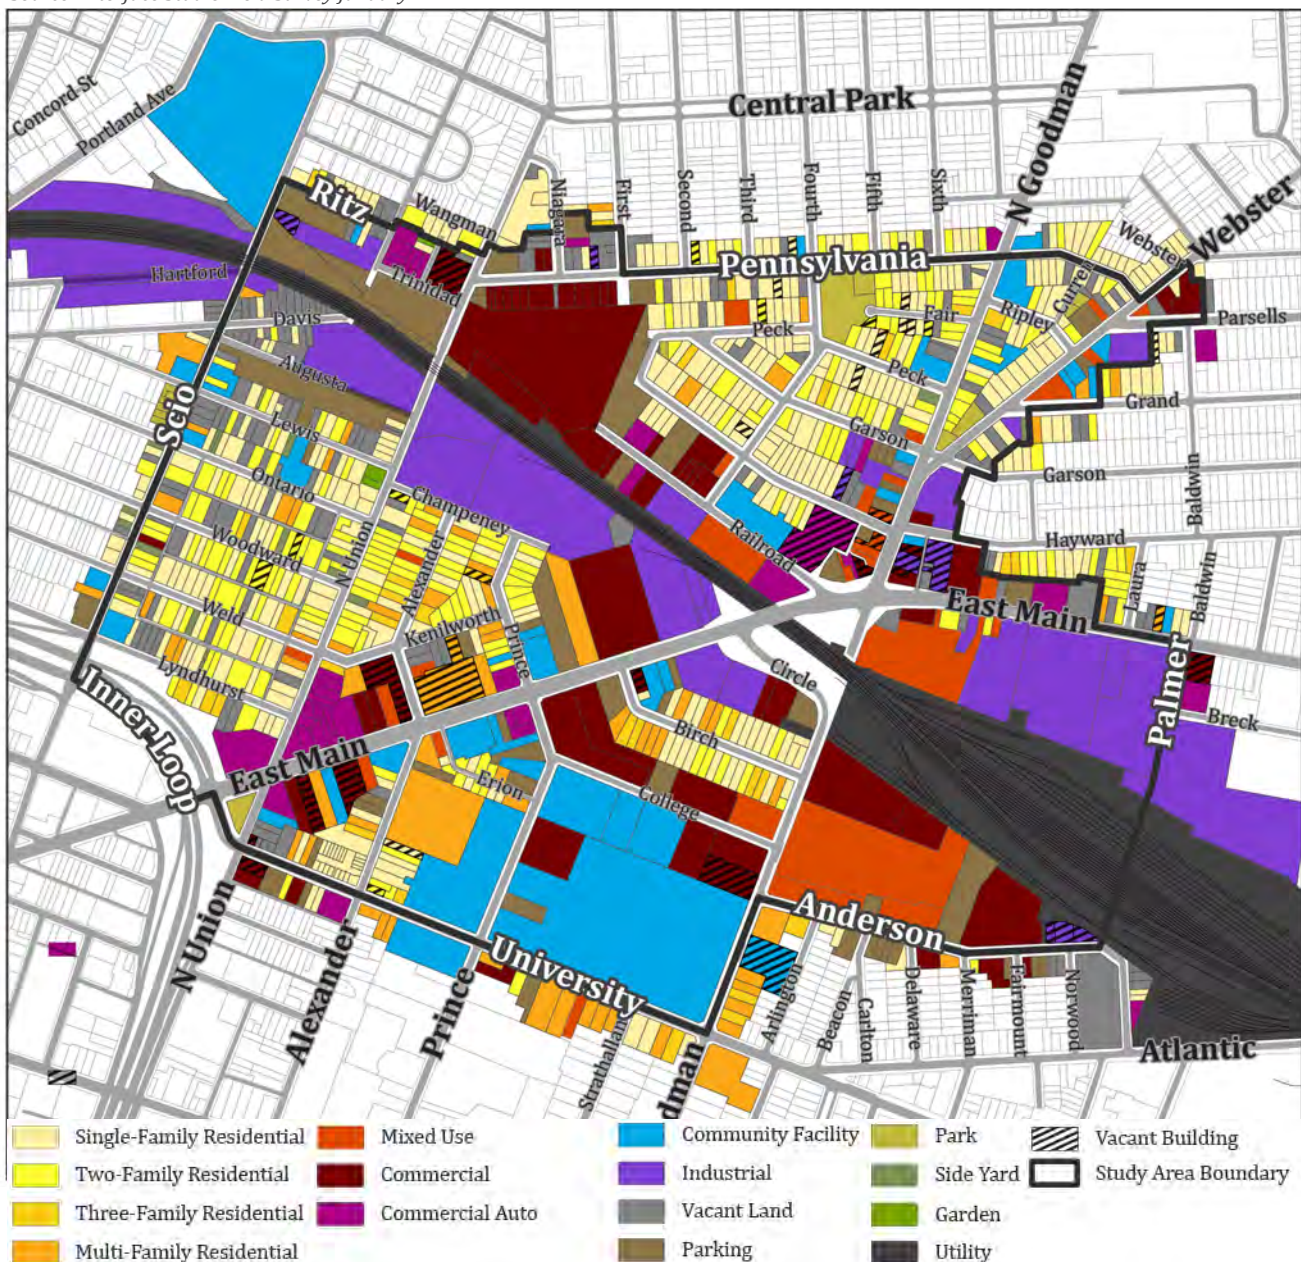 Concord St
Portland Ave
Central Park
N Goodman
Ritz
Wangman
Niagara
First
Second
Third
Fourth
Fifth
Sixth
Webster
Webster
Pennsylvania
Hartford
Trinidad
Davis
Peck
Fair
Ripley
Curren
Parsells
Augusta
Peck
Grand
Scio
Lewis
Garson
Garson
Baldwin
Ontario
Champeney
Woodward
N Union
Alexander
Railroad
Hayward
Weld
Kenilworth
Prince
East Main
Laura
Baldwin
Lyndhurst
Circle
Palmer
Inner Loop
Birch
Breck
East Main
Erion
College
N Union
Alexander
Prince
University
Anderson
Strathallan
Arlington
Beacon
Carlton
Delaware
Merriman
Fairmount
Norwood
Atlantic
dman
Single-Family Residential
Mixed Use
Community Facility
Park
Vacant Building
Two-Family Residential
Commercial
Industrial
Side Yard
Study Area Boundary
Three-Family Residential
Commercial Auto
Vacant Land
Garden
Multi-Family Residential
Parking
Utility